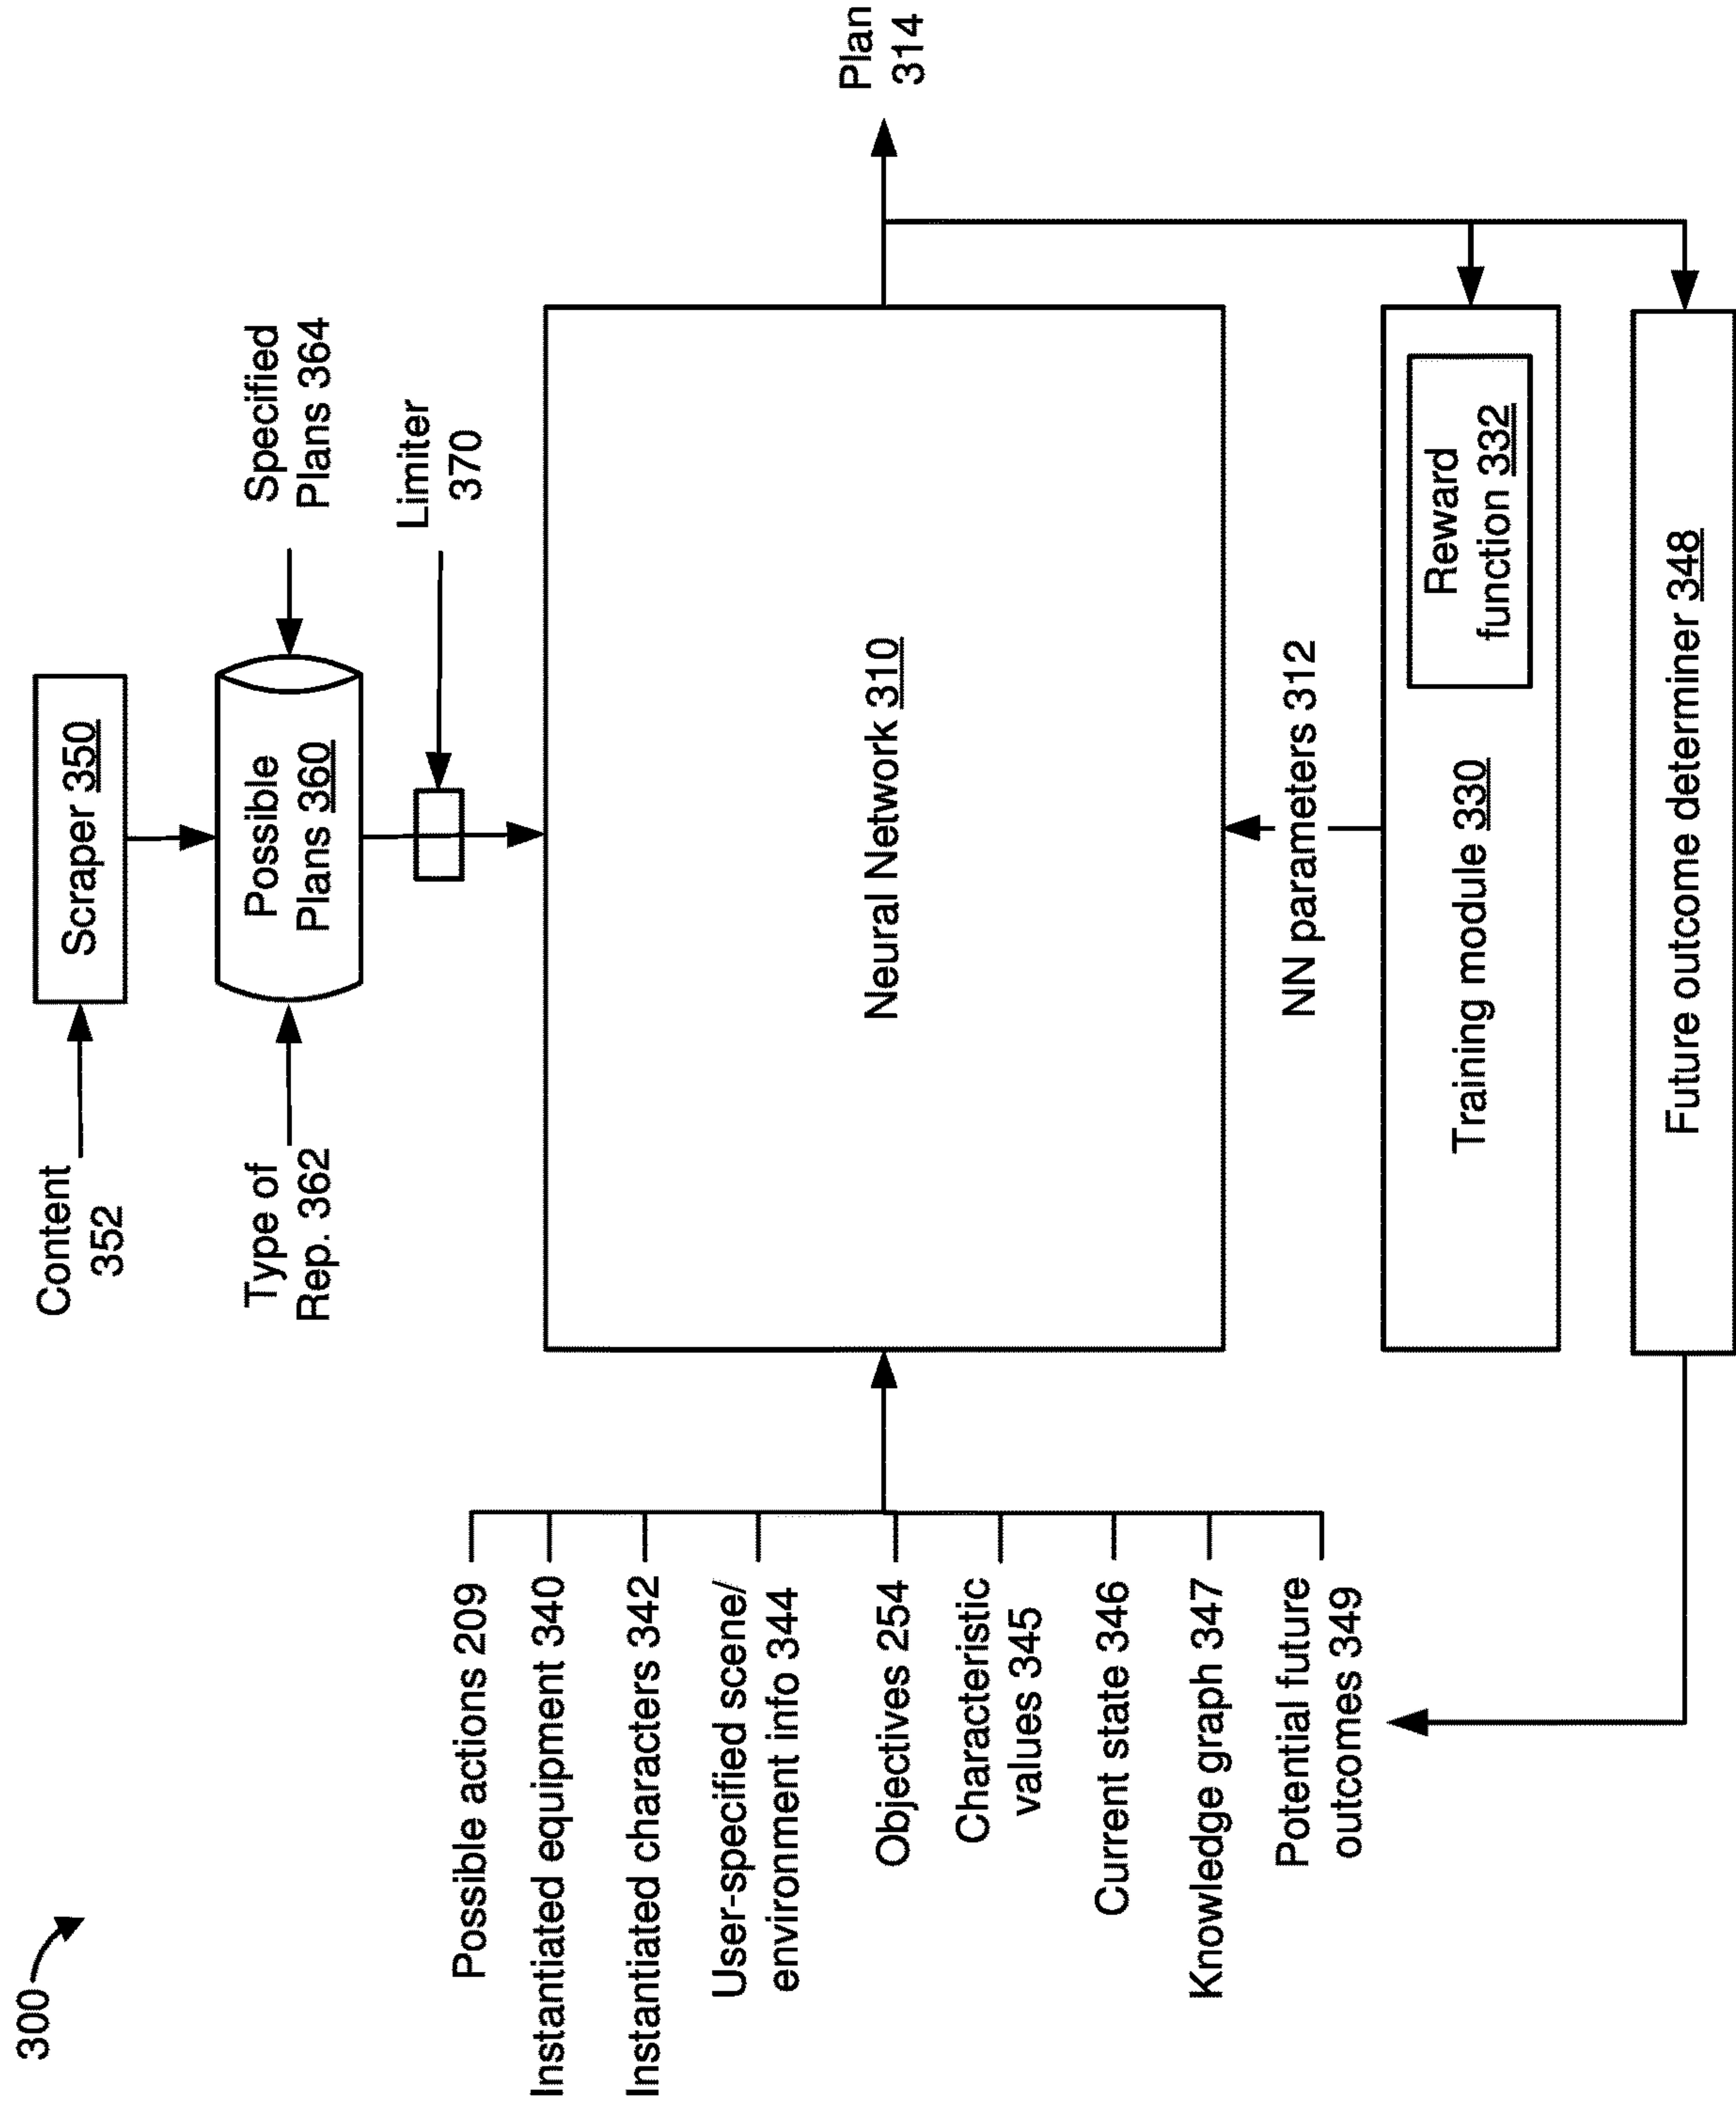 300
Content
352
Scraper 350
Type of
Rep. 362
Possible
Plans 360
Specified
Plans 364
Limiter
370
Possible actions 209
Instantiated equipment 340
Instantiated characters 342
User-specified scene/
environment info 344
Objectives 254
Characteristic
values 345
Current state 346
Knowledge graph 347
Potential future
outcomes 349
Neural Network 310
Plan
314
NN parameters 312
Training module 330
Reward
function 332
Future outcome determiner 348